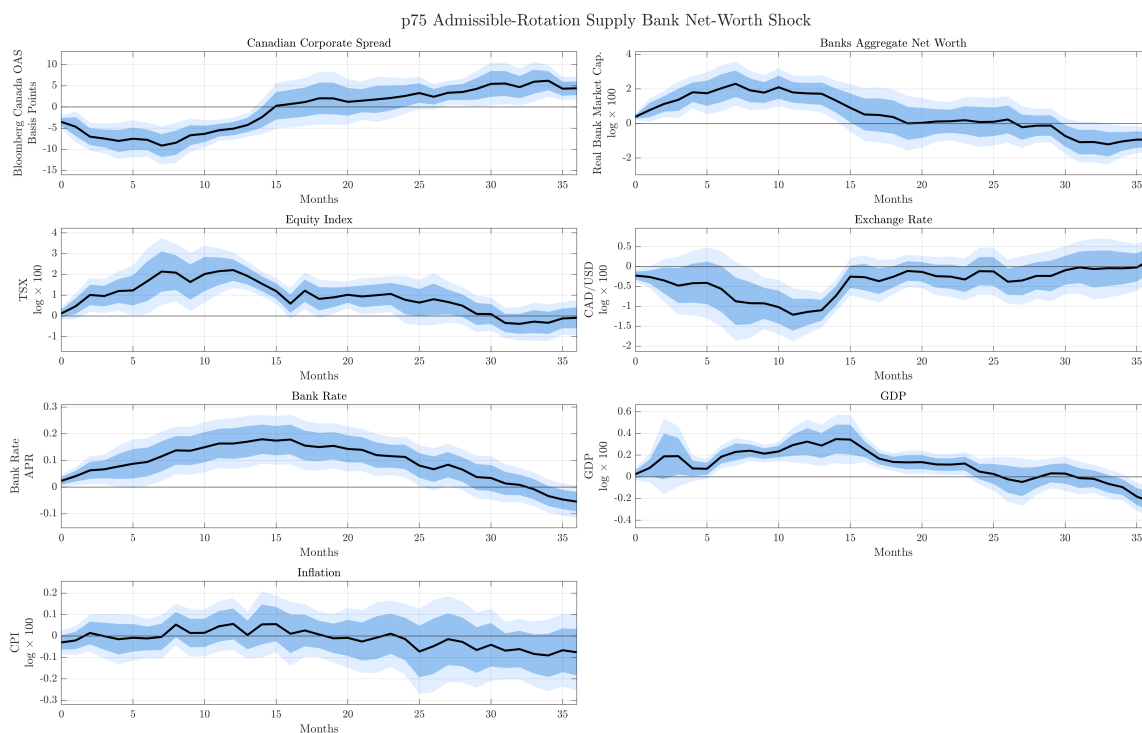 p75 Admissible-Rotation Supply Bank Net-Worth Shock
Canadian Corporate Spread
Bloomberg Canada OAS
Basis Points
10
5
0
-5
-10
-15
0 5 10 15 20 25 30 35
Months
Banks Aggregate Net Worth
Real Bank Market Cap.
log × 100
4
2
0
-2
0 5 10 15 20 25 30 35
Months
Equity Index
TSX
log × 100
4
3
2
1
0
-1
0 5 10 15 20 25 30 35
Months
Exchange Rate
CAD/USD
log × 100
0.5
0
-0.5
-1
-1.5
-2
0 5 10 15 20 25 30 35
Months
Bank Rate
Bank Rate
APR
0.3
0.2
0.1
0
-0.1
0 5 10 15 20 25 30 35
Months
GDP
GDP
log × 100
0.6
0.4
0.2
0
-0.2
-0.4
0 5 10 15 20 25 30 35
Months
Inflation
CPI
log × 100
0.2
0.1
0
-0.1
-0.2
-0.3
0 5 10 15 20 25 30 35
Months